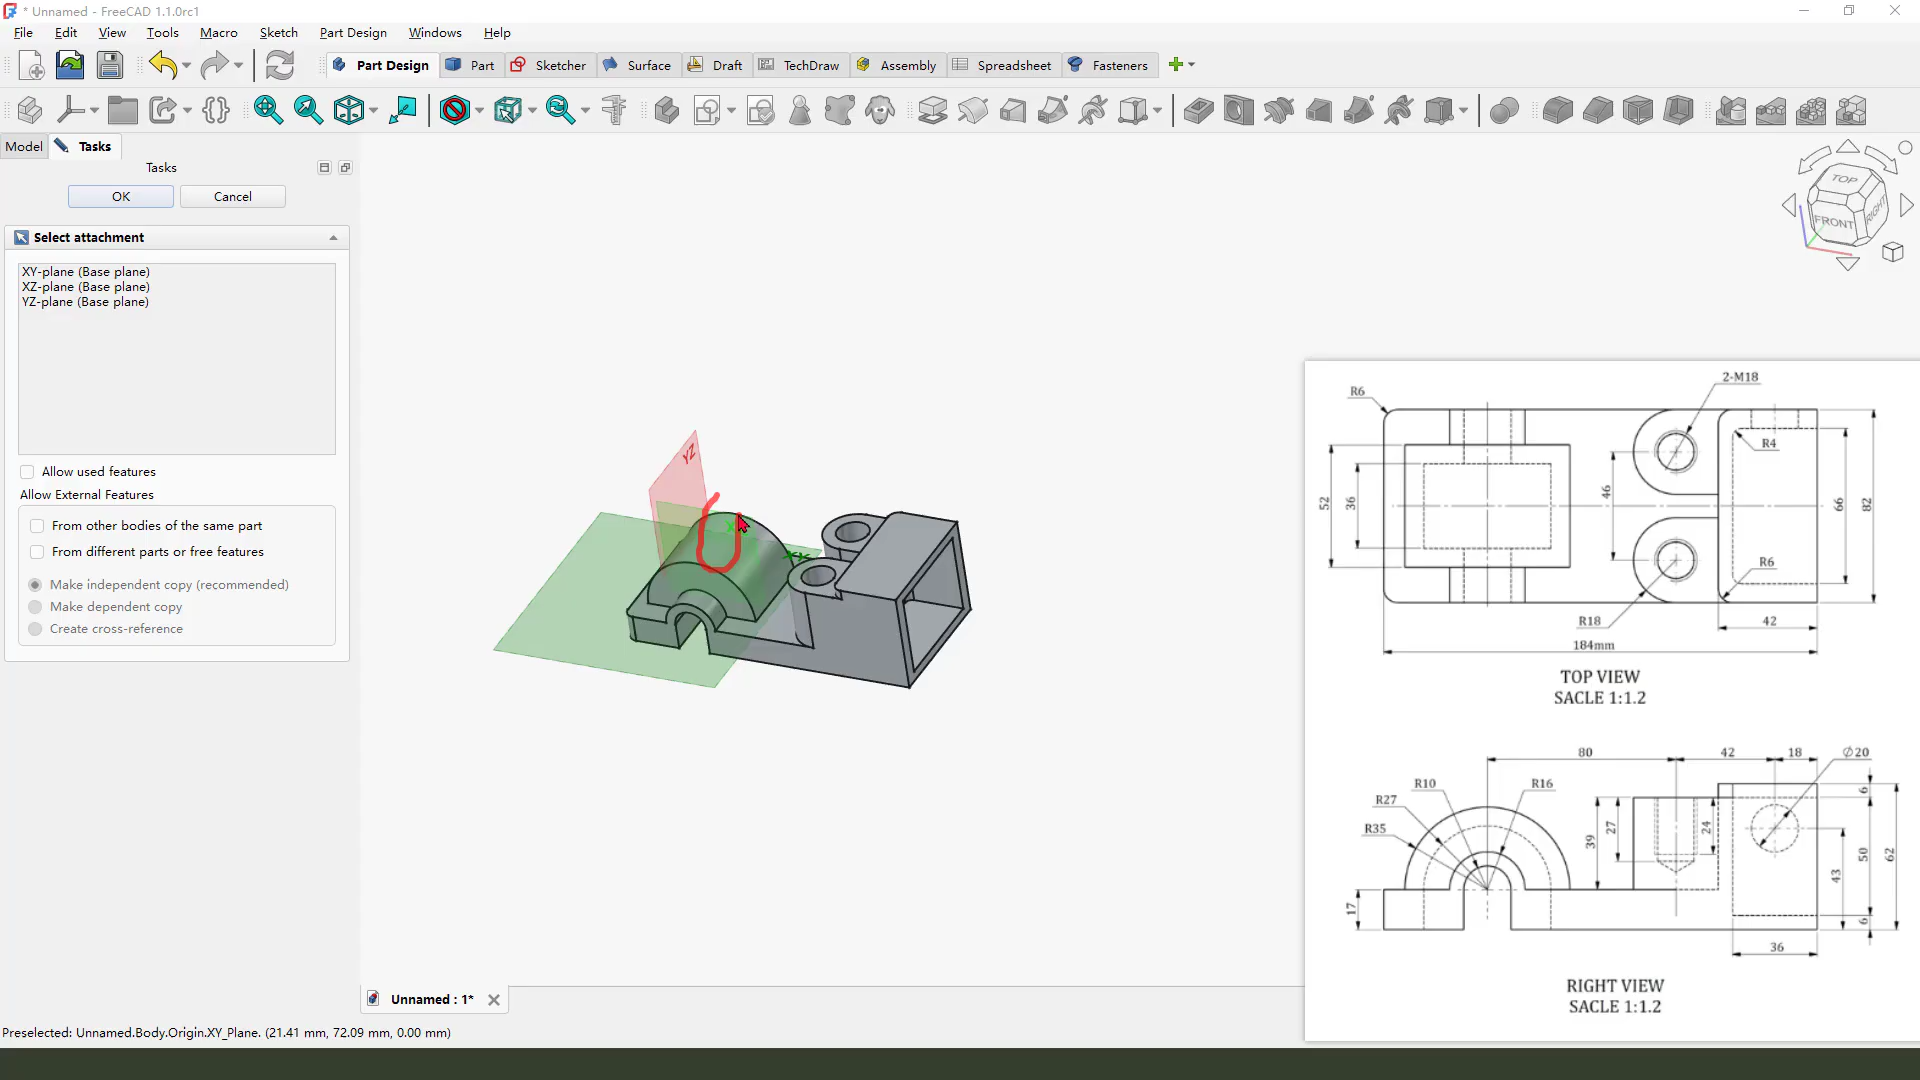 * Unnamed - FreeCAD 1.1.0rc1
File Edit View Tools Macro Sketch Part Design Windows Help
Part Design Part Sketcher Surface Draft TechDraw Assembly Spreadsheet Fasteners
Model Tasks
Tasks
OK Cancel
Select attachment
XY-plane (Base plane)
XZ-plane (Base plane)
YZ-plane (Base plane)
Allow used features
Allow External Features
From other bodies of the same part
From different parts or free features
Make independent copy (recommended)
Make dependent copy
Create cross-reference
YZ
TOP
FRONT
RIGHT
2-M18
R6
R4
52
36
46
66
82
R6
R18
42
184mm
TOP VIEW
SACLE 1:1.2
80
42
18
∅20
R10
R16
R27
R35
39
27
24
6
50
62
43
17
6
36
RIGHT VIEW
SACLE 1:1.2
Unnamed : 1*
Preselected: Unnamed.Body.Origin.XY_Plane. (21.41 mm, 72.09 mm, 0.00 mm)